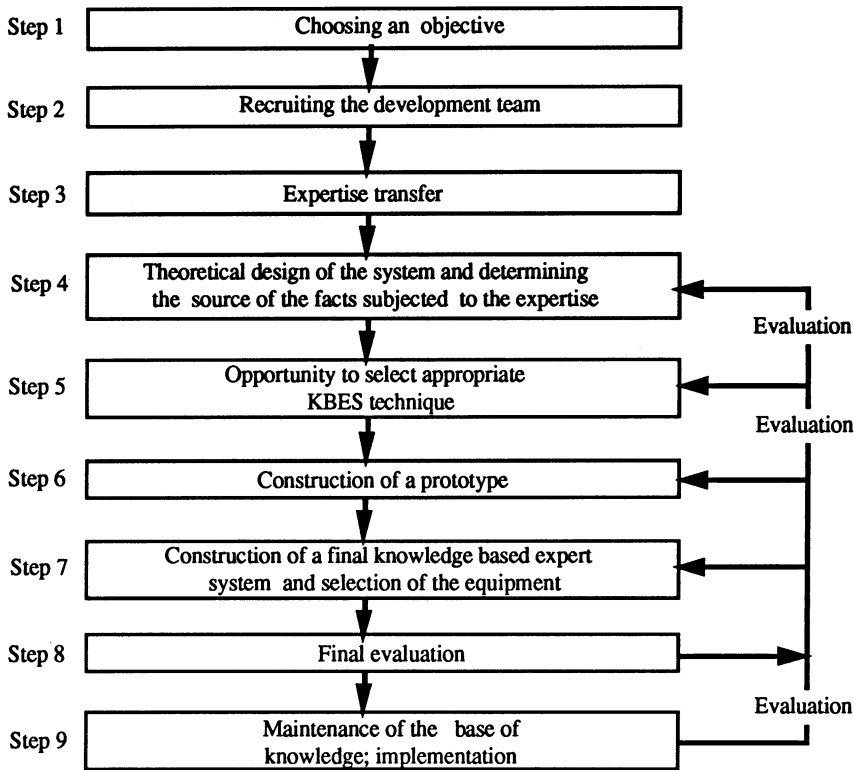 Step 1
Choosing an objective
Step 2
Recruiting the development team
Step 3
Expertise transfer
Step 4
Theoretical design of the system and determining
the source of the facts subjected to the expertise
Evaluation
Step 5
Opportunity to select appropriate
KBES technique
Evaluation
Step 6
Construction of a prototype
Step 7
Construction of a final knowledge based expert
system and selection of the equipment
Step 8
Final evaluation
Evaluation
Step 9
Maintenance of the base of
knowledge; implementation